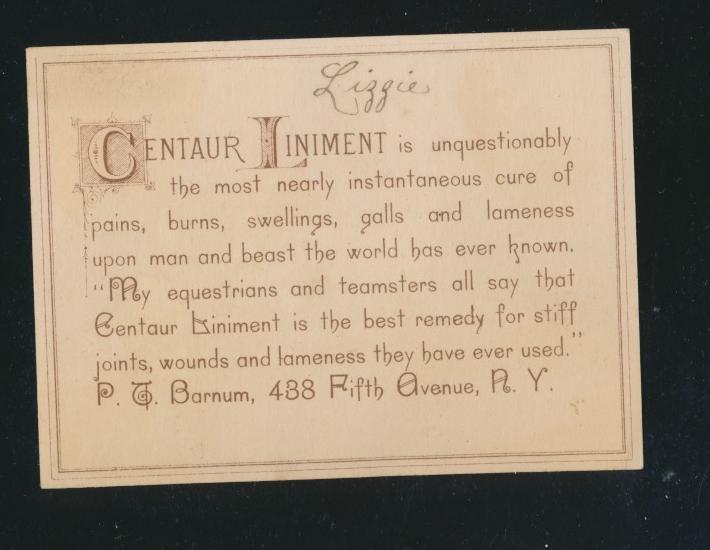 Lizzie
CENTAUR LINIMENT is unquestionably
the most nearly instantaneous cure of
pains, burns, swellings, galls and lameness
upon man and beast the world has ever known.
“My equestrians and teamsters all say that
Centaur Liniment is the best remedy for stiff
joints, wounds and lameness they have ever used.”
P. T. Barnum, 438 Fifth Avenue, N. Y.